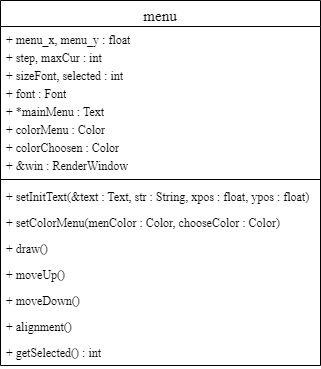 menu
+ menu_x, menu_y : float
+ step, maxCur : int
+ sizeFont, selected : int
+ font : Font
+ *mainMenu : Text
+ colorMenu : Color
+ colorChoosen : Color
+ &win : RenderWindow
+ setInitText(&text : Text, str : String, xpos : float, ypos : float)
+ setColorMenu(menColor : Color, chooseColor : Color)
+ draw()
+ moveUp()
+ moveDown()
+ alignment()
+ getSelected() : int